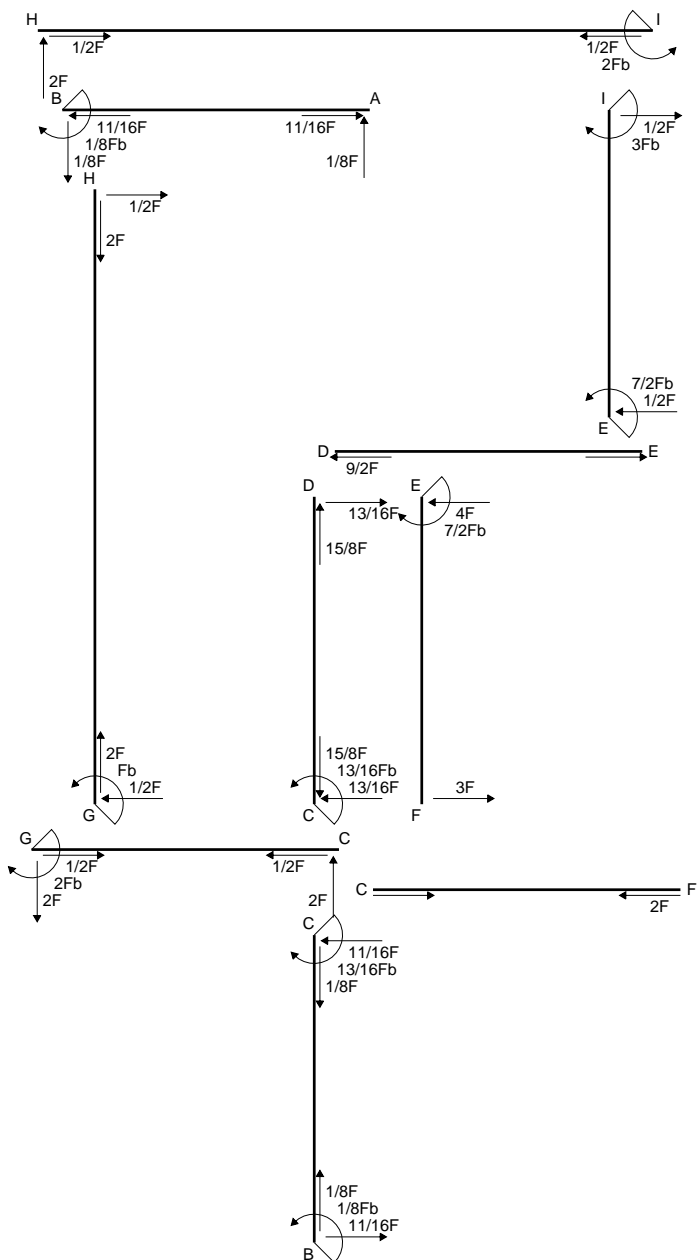 H I
1/2F 1/2F
2F 2Fb
B A I
11/16F 11/16F 1/2F
1/8Fb 3Fb
1/8F 1/8F
H
1/2F
2F
7/2Fb
1/2F
E
D E
9/2F
D E
13/16F 4F
7/2Fb
15/8F
2F 15/8F
Fb 13/16Fb
1/2F 13/16F 3F
G C F
G C
1/2F 1/2F
2Fb
2F 2F
C F
2F
C
11/16F
13/16Fb
1/8F
1/8F
1/8Fb
11/16F
B